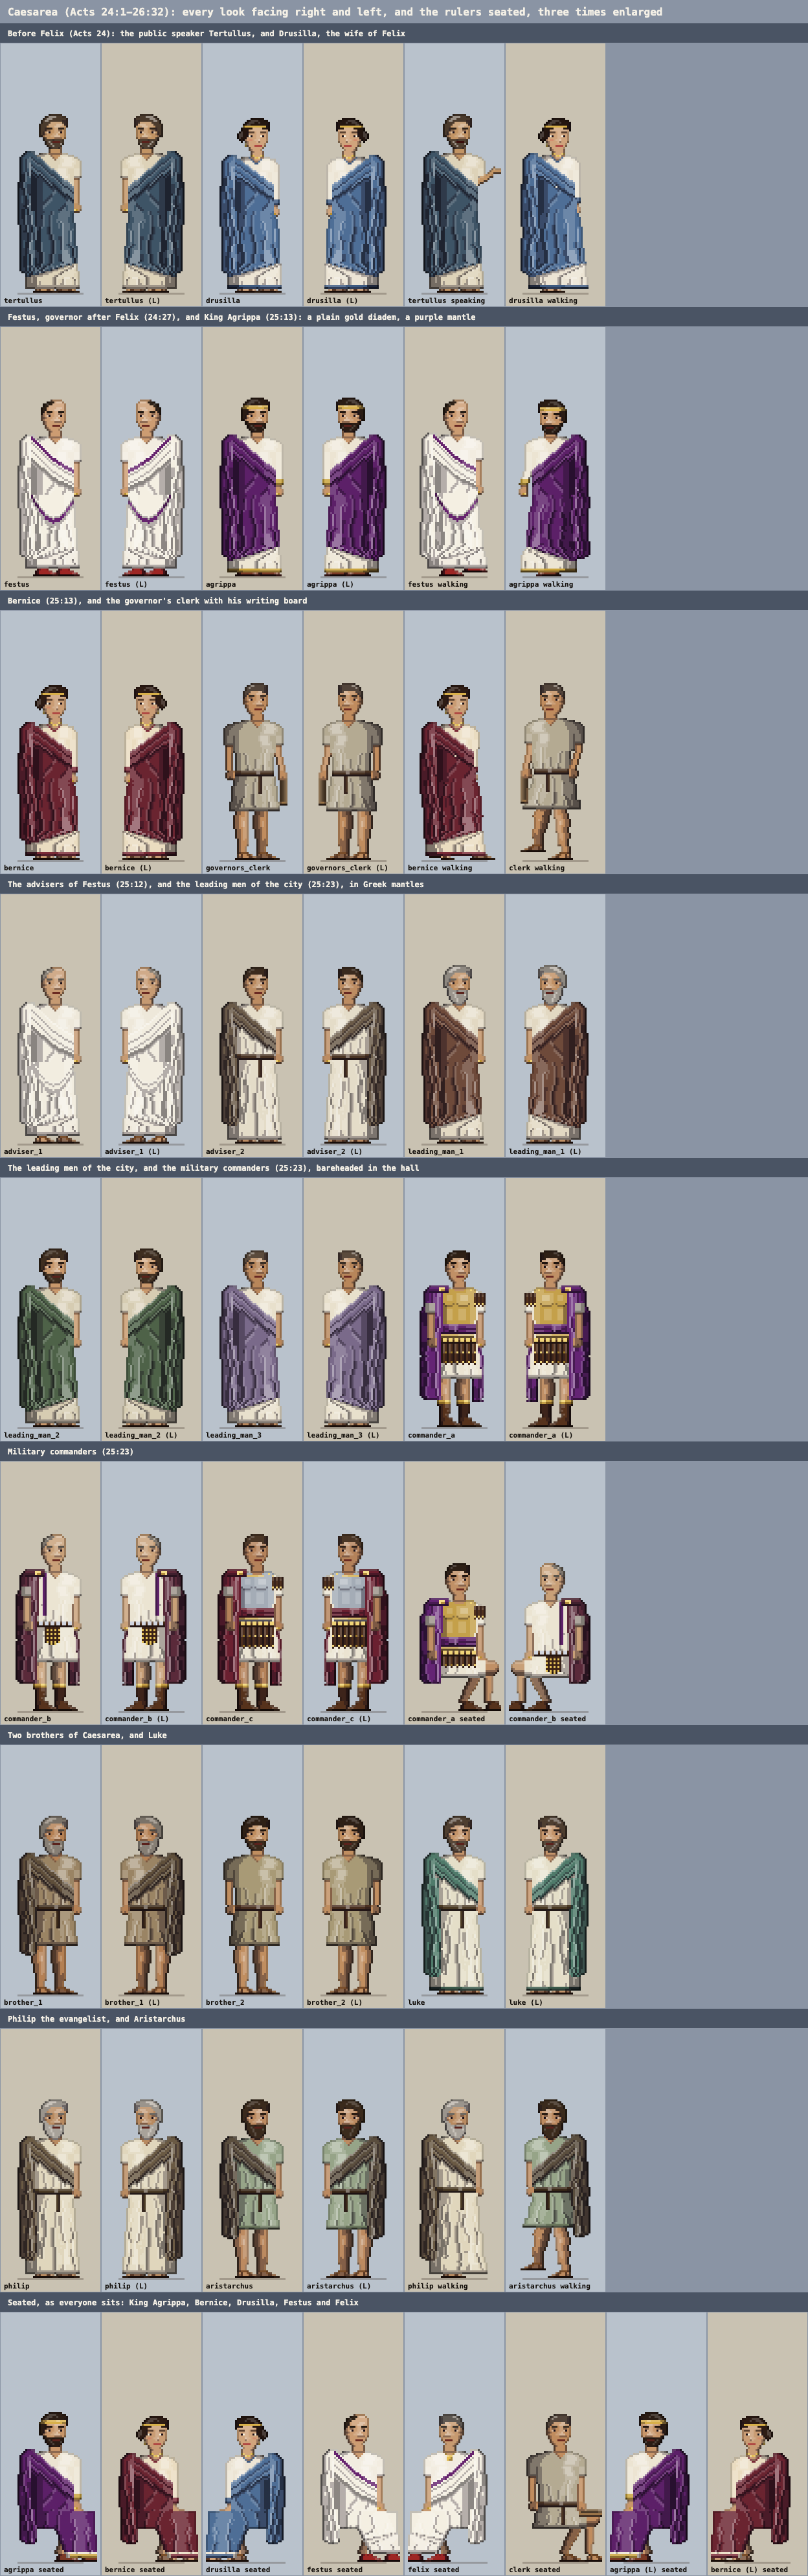 Caesarea (Acts 24:1–26:32): every look facing right and left, and the rulers seated, three times enlarged
Before Felix (Acts 24): the public speaker Tertullus, and Drusilla, the wife of Felix
tertullus
tertullus (L)
drusilla
drusilla (L)
tertullus speaking
drusilla walking
Festus, governor after Felix (24:27), and King Agrippa (25:13): a plain gold diadem, a purple mantle
festus
festus (L)
agrippa
agrippa (L)
festus walking
agrippa walking
Bernice (25:13), and the governor's clerk with his writing board
bernice
bernice (L)
governors_clerk
governors_clerk (L)
bernice walking
clerk walking
The advisers of Festus (25:12), and the leading men of the city (25:23), in Greek mantles
adviser_1
adviser_1 (L)
adviser_2
adviser_2 (L)
leading_man_1
leading_man_1 (L)
The leading men of the city, and the military commanders (25:23), bareheaded in the hall
leading_man_2
leading_man_2 (L)
leading_man_3
leading_man_3 (L)
commander_a
commander_a (L)
Military commanders (25:23)
commander_b
commander_b (L)
commander_c
commander_c (L)
commander_a seated
commander_b seated
Two brothers of Caesarea, and Luke
brother_1
brother_1 (L)
brother_2
brother_2 (L)
luke
luke (L)
Philip the evangelist, and Aristarchus
philip
philip (L)
aristarchus
aristarchus (L)
philip walking
aristarchus walking
Seated, as everyone sits: King Agrippa, Bernice, Drusilla, Festus and Felix
agrippa seated
bernice seated
drusilla seated
festus seated
felix seated
clerk seated
agrippa (L) seated
bernice (L) seated